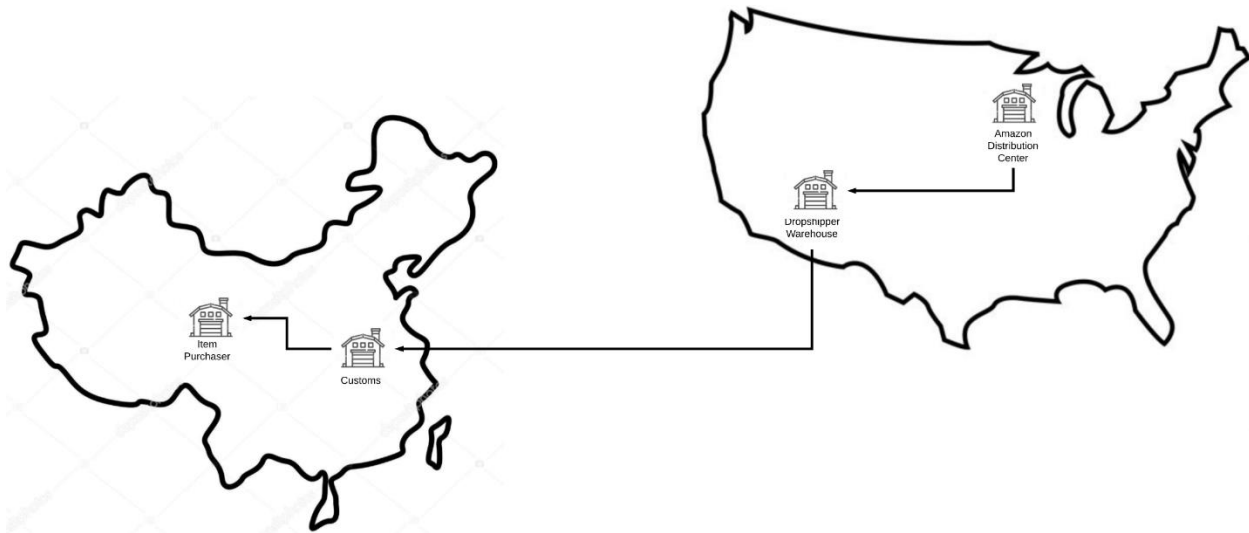 Amazon
Distribution
Center
Dropshipper
Warehouse
Item
Purchaser
Customs